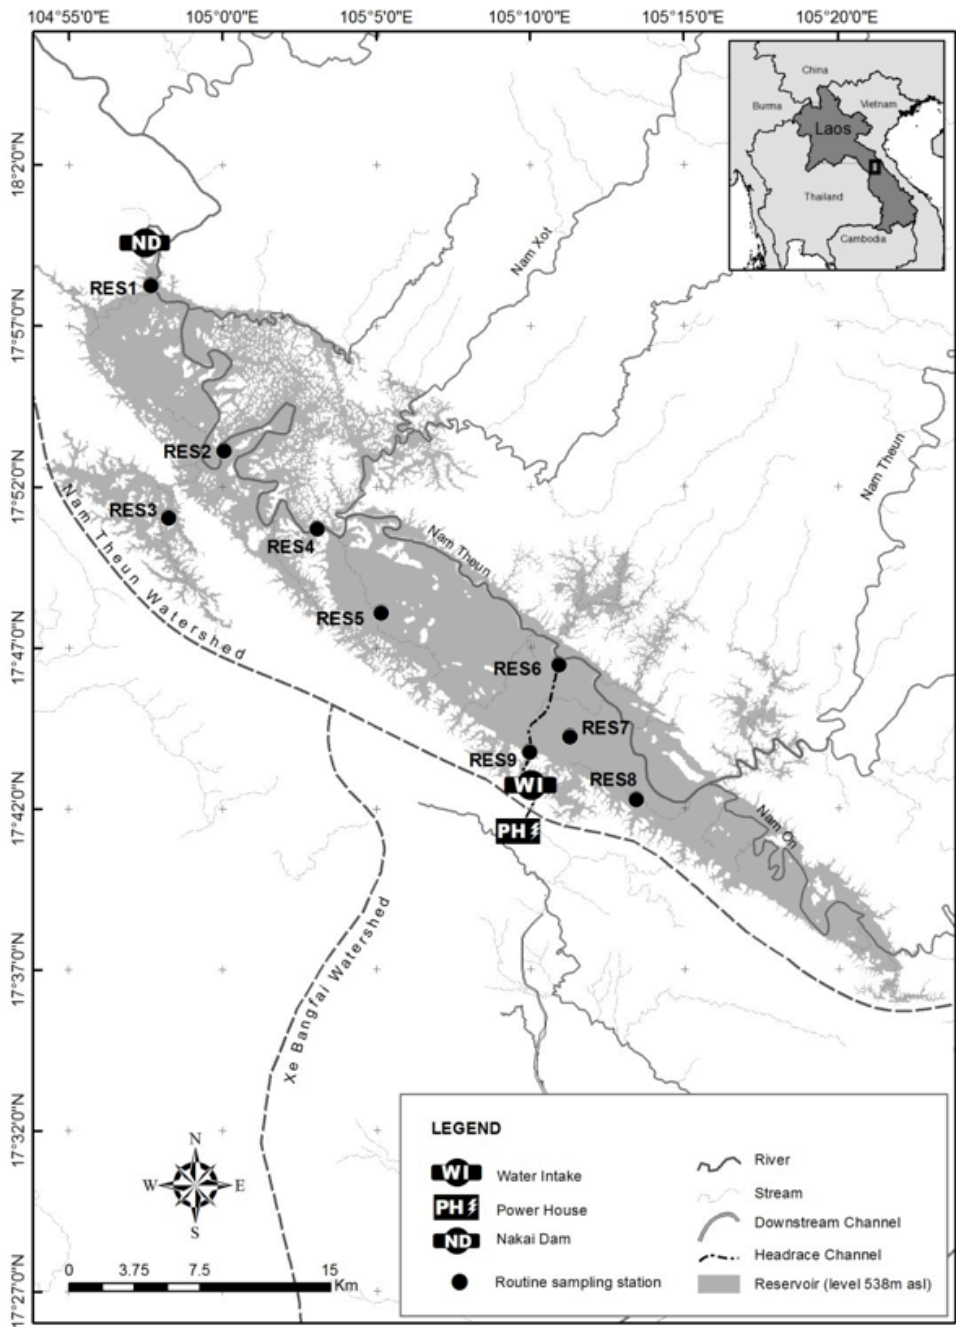 104°55'0"E 105°0'0"E 105°5'0"E 105°10'0"E 105°15'0"E 105°20'0"E
18°2'0"N
17°57'0"N
17°52'0"N
17°47'0"N
17°42'0"N
17°37'0"N
17°32'0"N
17°27'0"N
China
Burma
Vietnam
Laos
Thailand
Cambodia
ND
RES1
Nam Xot
RES2
Nam Theun
RES3
RES4
Nam Theun
Nam Theun Watershed
RES5
RES6
RES7
RES9
RES8
WI
Nam On
PH
Xe Bangfai Watershed
N
W E
S
0 3.75 7.5 15
Km
LEGEND
WI Water Intake
PH Power House
ND Nakai Dam
Routine sampling station
River
Stream
Downstream Channel
Headrace Channel
Reservoir (level 538m asl)